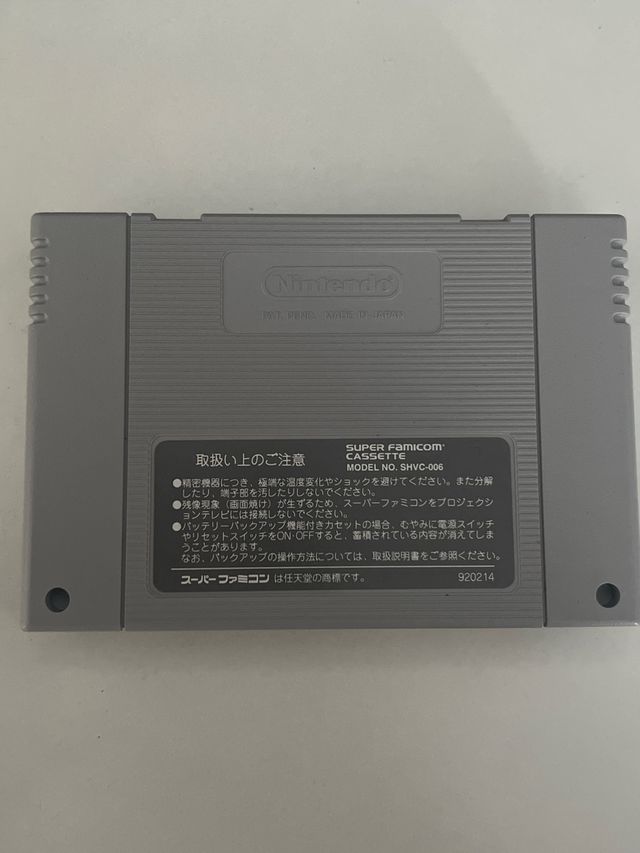 Nintendo
PAT. PEND. MADE IN JAPAN
取扱い上のご注意
SUPER FAMICOM
CASSETTE
MODEL NO. SHVC-006
●精密機器につき、極端な温度変化やショックを避けてください。また分解
したり、端子部を汚したりしないでください。
●残像現象(画面焼け)が生ずるため、スーパーファミコンをプロジェクシ
ョンテレビには接続しないでください。
●バッテリーバックアップ機能付きカセットの場合、むやみに電源スイッチ
やリセットスイッチをON・OFFすると、蓄積されている内容が消えてしま
うことがあります。
なお、バックアップの操作方法については、取扱説明書をご参照ください。
スーパーファミコンは任天堂の商標です。
920214